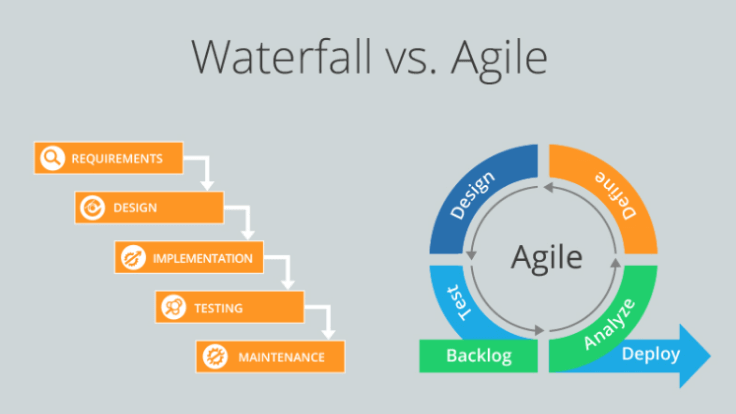 Waterfall vs. Agile
REQUIREMENTS
DESIGN
IMPLEMENTATION
TESTING
MAINTENANCE
Design
Define
Agile
Test
Analyze
Backlog
Deploy